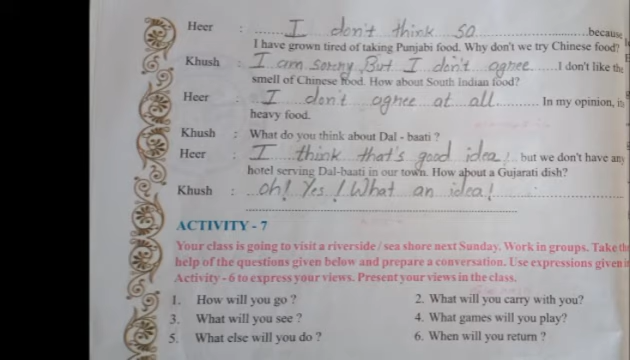 Heer : I don't think so because
I have grown tired of taking Punjabi food. Why don't we try Chinese food?
Khush : I am sorry, But I don't agree. I don't like the
smell of Chinese food. How about South Indian food?
Heer : I don't agree at all In my opinion,
heavy food.
Khush : What do you think about Dal - baati ?
Heer : I think that's good idea! but we don't have any
hotel serving Dal-baati in our town. How about a Gujarati dish?
Khush : Oh! Yes! What an idea!
ACTIVITY - 7
Your class is going to visit a riverside / sea shore next Sunday. Work in groups. Take
help of the questions given below and prepare a conversation. Use expressions given
Activity - 6 to express your views. Present your views in the class.
1. How will you go ? 2. What will you carry with you?
3. What will you see ? 4. What games will you play?
5. What else will you do ? 6. When will you return ?